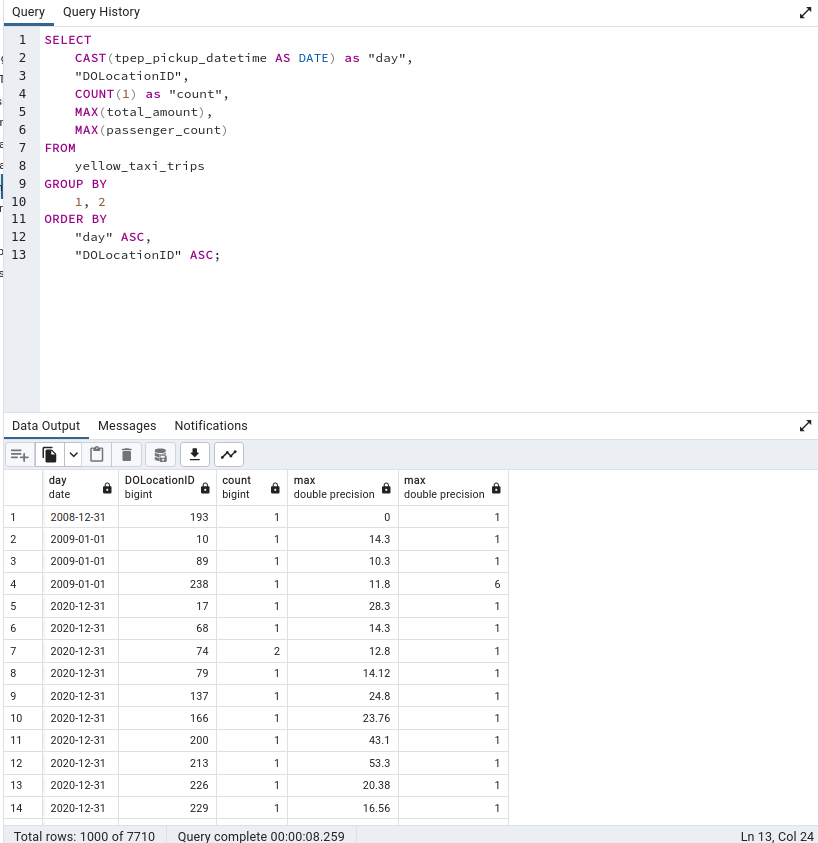 Query Query History
1 SELECT
2 CAST(tpep_pickup_datetime AS DATE) as "day",
3 "DOLocationID",
4 COUNT(1) as "count",
5 MAX(total_amount),
6 MAX(passenger_count)
7 FROM
8 yellow_taxi_trips
9 GROUP BY
10 1, 2
11 ORDER BY
12 "day" ASC,
13 "DOLocationID" ASC;
Data Output Messages Notifications
day DOLocationID count max max
date bigint bigint double precision double precision
1 2008-12-31 193 1 0 1
2 2009-01-01 10 1 14.3 1
3 2009-01-01 89 1 10.3 1
4 2009-01-01 238 1 11.8 6
5 2020-12-31 17 1 28.3 1
6 2020-12-31 68 1 14.3 1
7 2020-12-31 74 2 12.8 1
8 2020-12-31 79 1 14.12 1
9 2020-12-31 137 1 24.8 1
10 2020-12-31 166 1 23.76 1
11 2020-12-31 200 1 43.1 1
12 2020-12-31 213 1 53.3 1
13 2020-12-31 226 1 20.38 1
14 2020-12-31 229 1 16.56 1
Total rows: 1000 of 7710 Query complete 00:00:08.259 Ln 13, Col 24